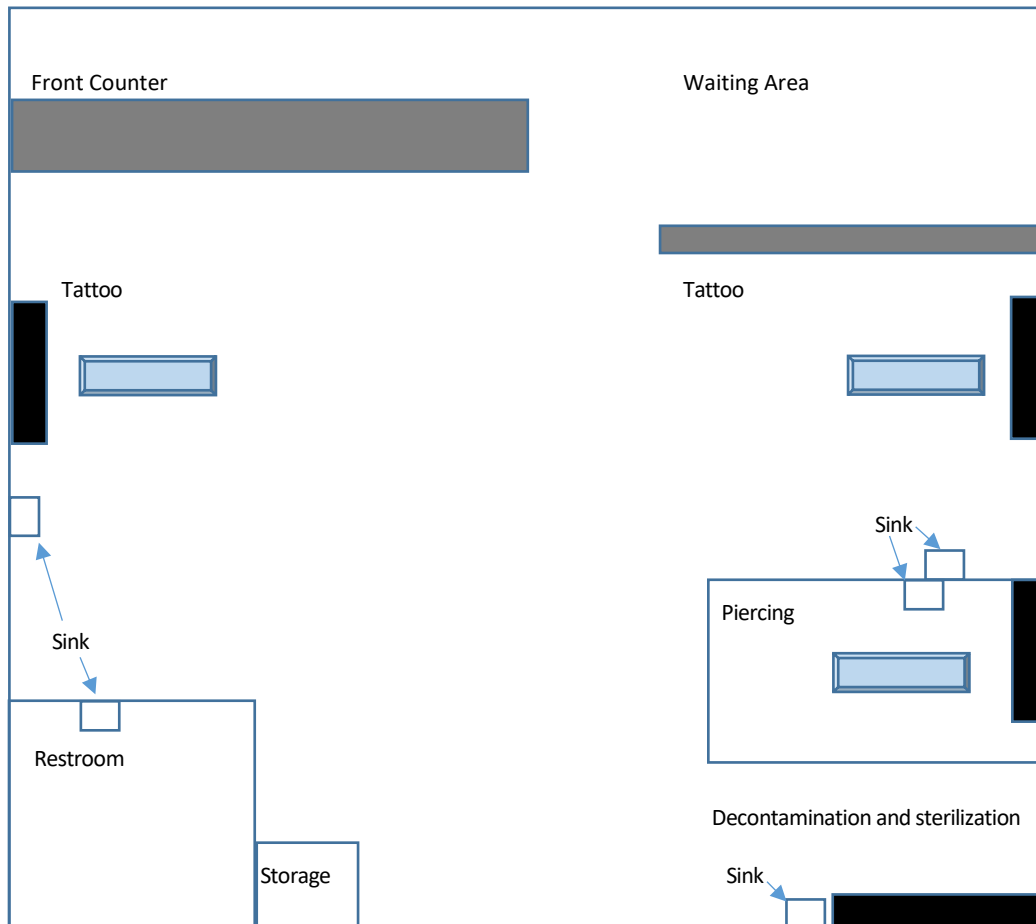 Front Counter
Waiting Area
Tattoo
Tattoo
Sink
Piercing
Sink
Restroom
Decontamination and sterilization
Storage
Sink